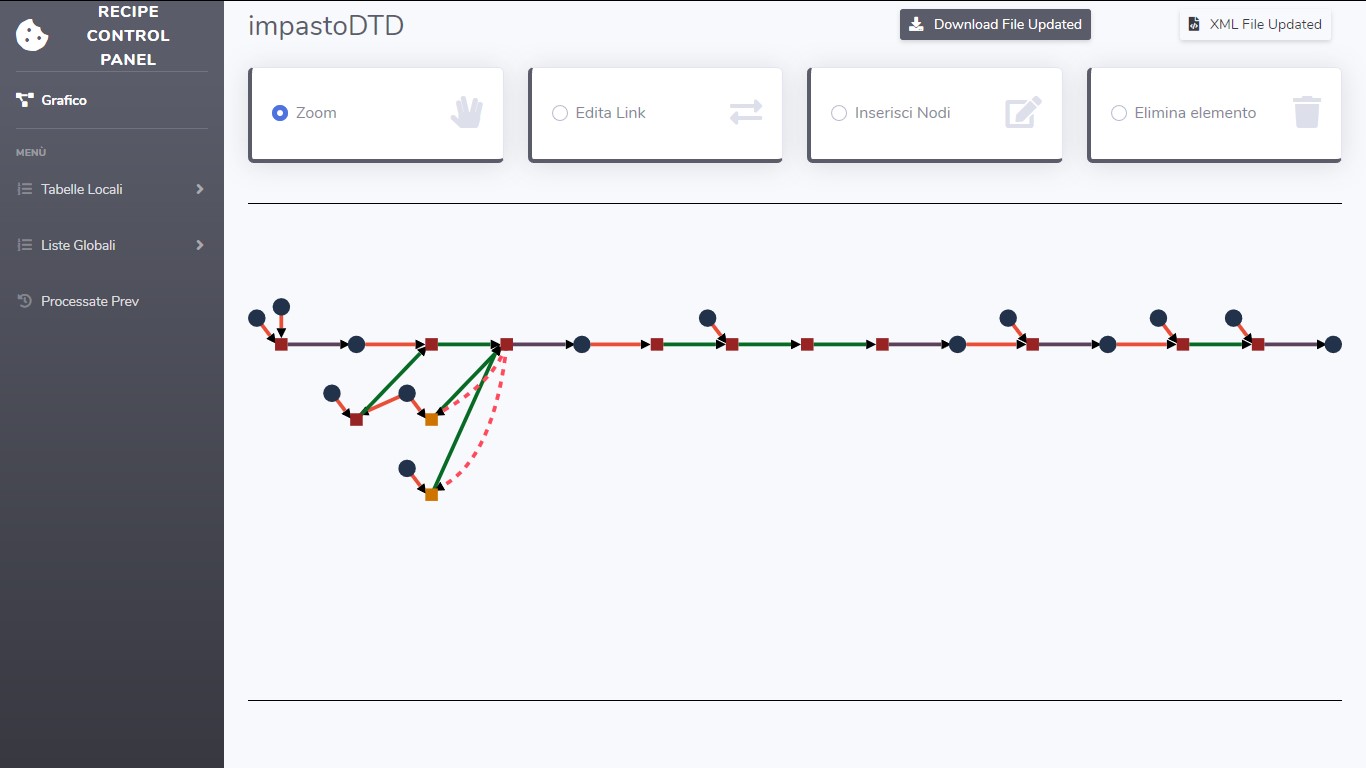 RECIPE
CONTROL
PANEL
Grafico
MENÙ
Tabelle Locali
Liste Globali
Processate Prev
impastoDTD
Download File Updated
XML File Updated
Zoom
Edita Link
Inserisci Nodi
Elimina elemento